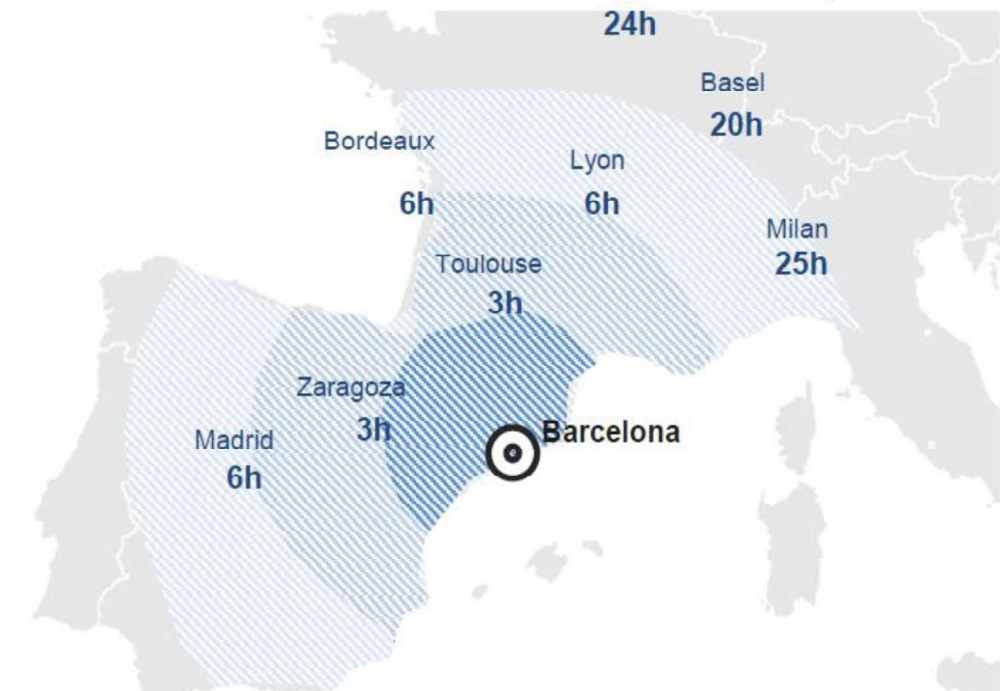 24h
Basel
20h
Bordeaux
6h
Lyon
6h
Milan
25h
Toulouse
3h
Zaragoza
3h
Madrid
6h
Barcelona